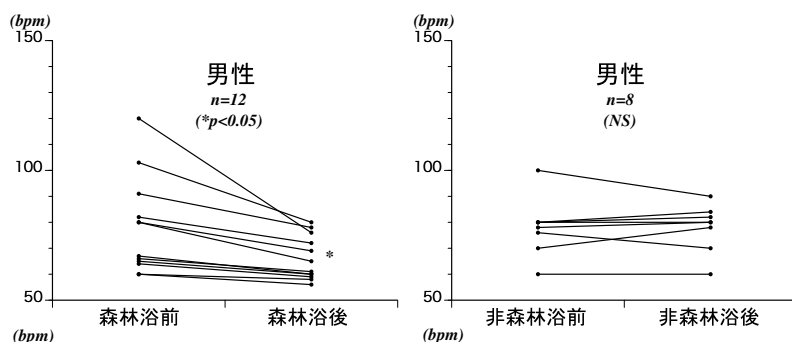 (bpm)
150
男性
n=12
(*p<0.05)
100
*
50
森林浴前 森林浴後
(bpm)
(bpm)
150
男性
n=8
(NS)
100
50
非森林浴前 非森林浴後
(bpm)